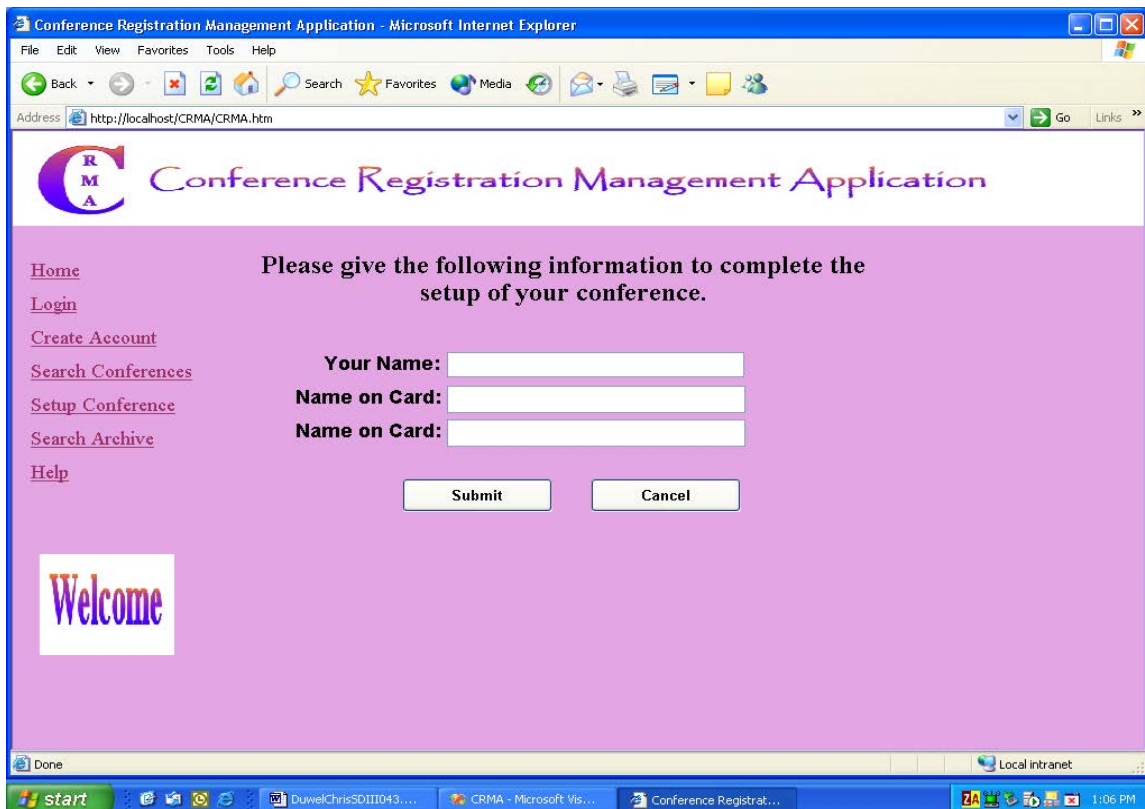 Conference Registration Management Application - Microsoft Internet Explorer
File Edit View Favorites Tools Help
Back Search Favorites Media
Address http://localhost/CRMA/CRMA.htm Go Links »
C R M A Conference Registration Management Application
Please give the following information to complete the
setup of your conference.
Home
Login
Create Account
Search Conferences
Setup Conference
Search Archive
Help
Your Name:
Name on Card:
Name on Card:
Submit Cancel
Welcome
Done Local intranet
start DuwelChrisSDIII043.... CRMA - Microsoft Vis... Conference Registrat... ZA 1:06 PM